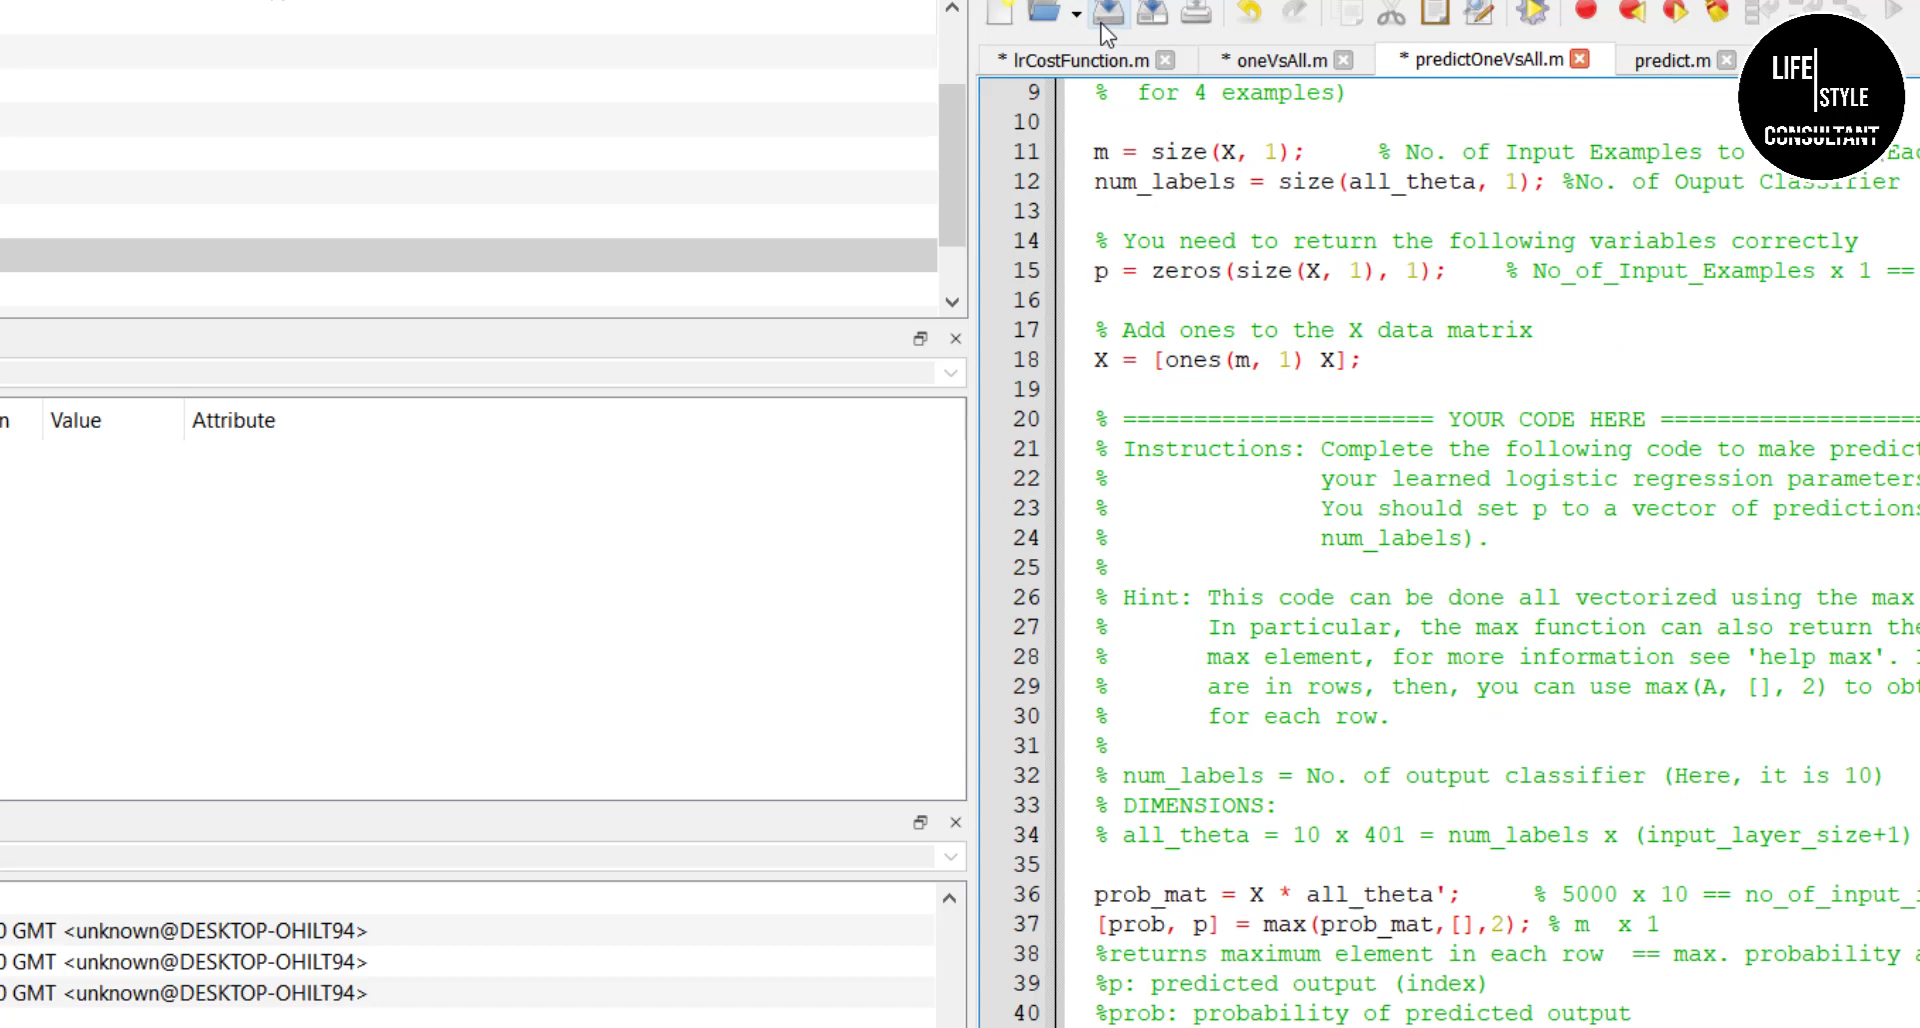 * lrCostFunction.m
* oneVsAll.m
* predictOneVsAll.m
predict.m
LIFE
STYLE
CONSULTANT
9 % for 4 examples)
10
11 m = size(X, 1); % No. of Input Examples to
12 num_labels = size(all_theta, 1); %No. of Ouput Classifier
13
14 % You need to return the following variables correctly
15 p = zeros(size(X, 1), 1); % No_of_Input_Examples x 1 ==
16
17 % Add ones to the X data matrix
18 X = [ones(m, 1) X];
19
20 % ====================== YOUR CODE HERE ===================
21 % Instructions: Complete the following code to make predict
22 % your learned logistic regression parameters
23 % You should set p to a vector of predictions
24 % num_labels).
25 %
26 % Hint: This code can be done all vectorized using the max
27 % In particular, the max function can also return the
28 % max element, for more information see 'help max'.
29 % are in rows, then, you can use max(A, [], 2) to obt
30 % for each row.
31 %
32 % num_labels = No. of output classifier (Here, it is 10)
33 % DIMENSIONS:
34 % all_theta = 10 x 401 = num_labels x (input_layer_size+1)
35
36 prob_mat = X * all_theta'; % 5000 x 10 == no_of_input_
37 [prob, p] = max(prob_mat,[],2); % m x 1
38 %returns maximum element in each row == max. probability a
39 %p: predicted output (index)
40 %prob: probability of predicted output
n Value Attribute
0 GMT <unknown@DESKTOP-OHILT94>
0 GMT <unknown@DESKTOP-OHILT94>
0 GMT <unknown@DESKTOP-OHILT94>